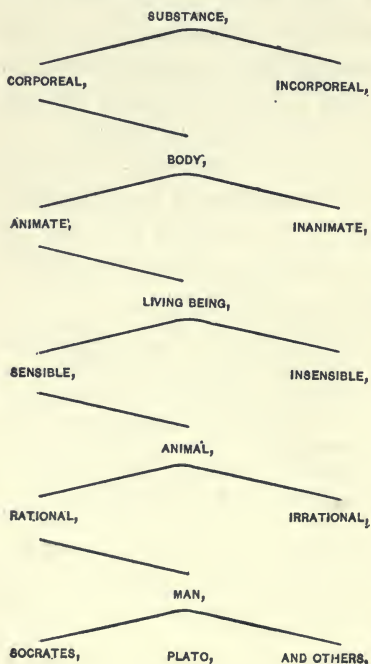 SUBSTANCE,
CORPOREAL, INCORPOREAL,
BODY,
ANIMATE, INANIMATE,
LIVING BEING,
SENSIBLE, INSENSIBLE,
ANIMAL,
RATIONAL, IRRATIONAL,
MAN,
SOCRATES, PLATO, AND OTHERS.